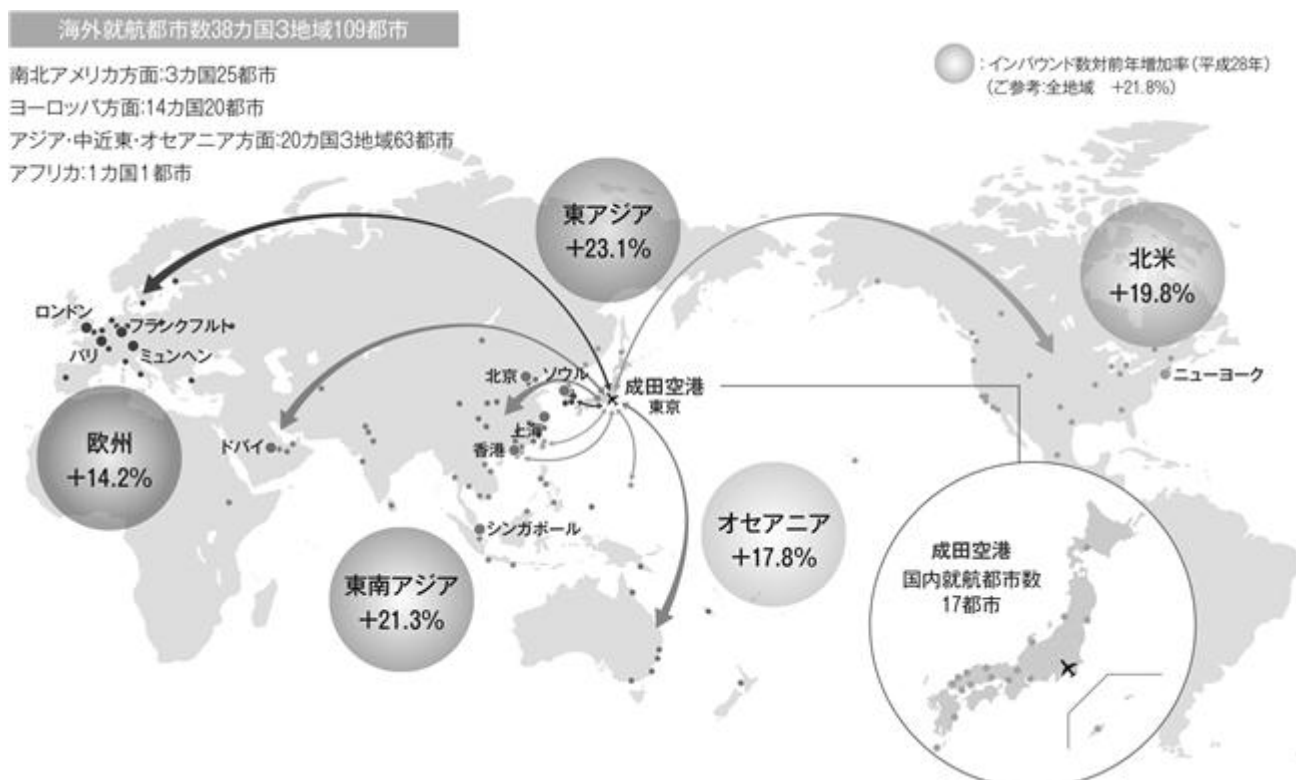 海外就航都市数38カ国3地域109都市
南北アメリカ方面:3カ国25都市
ヨーロッパ方面:14カ国20都市
アジア・中近東・オセアニア方面:20カ国3地域63都市
アフリカ:1カ国1都市
:インバウンド数対前年増加率(平成28年)
(ご参考:全地域 +21.8%)
東アジア
+23.1%
北米
+19.8%
ロンドン
フランクフルト
パリ
ミュンヘン
北京
ソウル
成田空港
東京
ニューヨーク
上海
香港
ドバイ
欧州
+14.2%
シンガポール
オセアニア
+17.8%
東南アジア
+21.3%
成田空港
国内就航都市数
17都市